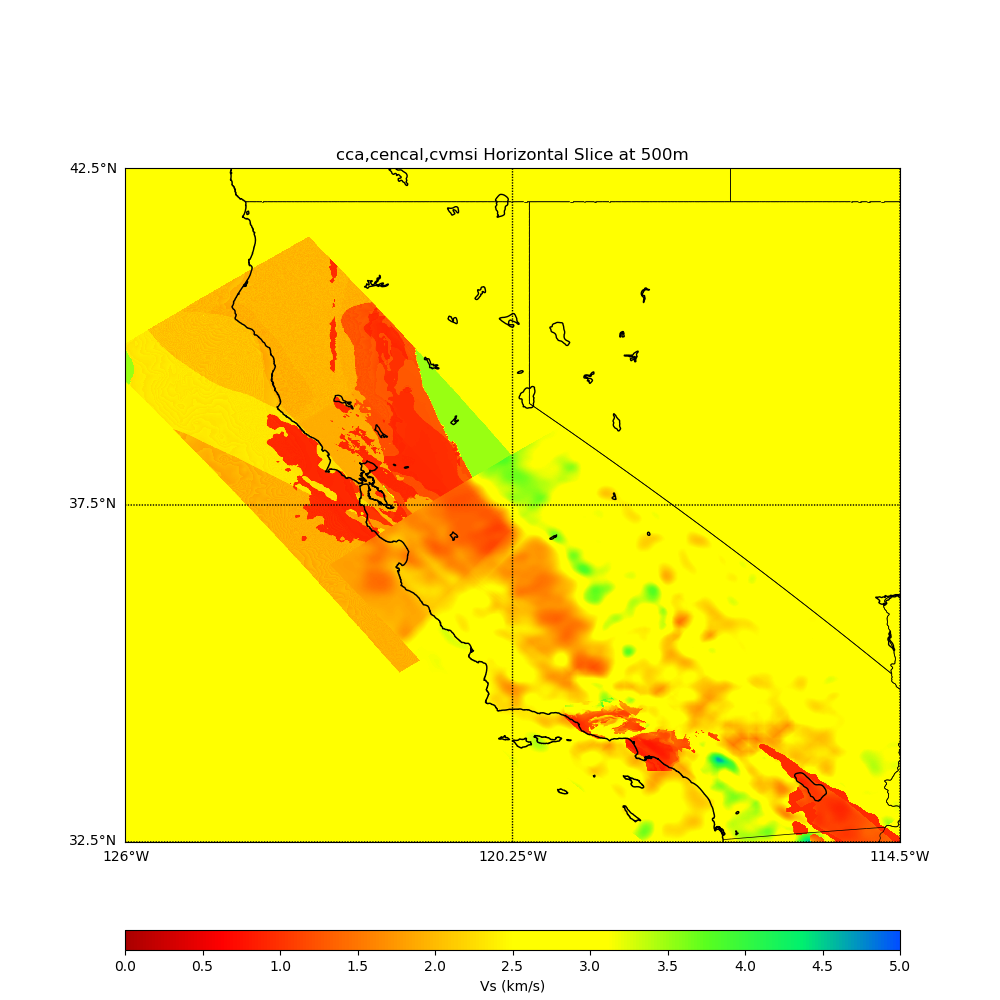 cca,cencal,cvmsi Horizontal Slice at 500m
42.5°N
37.5°N
32.5°N
126°W 120.25°W 114.5°W
0.0 0.5 1.0 1.5 2.0 2.5 3.0 3.5 4.0 4.5 5.0
Vs (km/s)